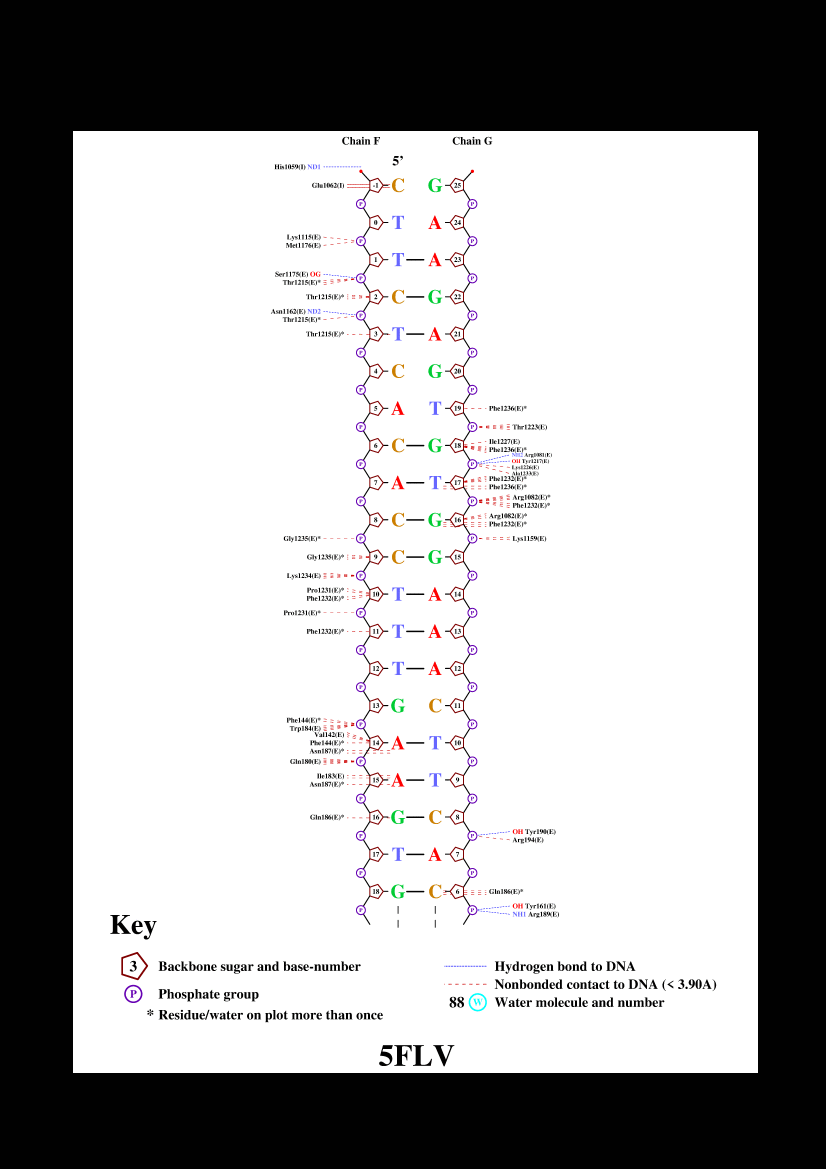 Chain F Chain G
5’
His1059(I) ND1
Glu1062(I) -1 C G 25
P P
0 T A 24
Lys1115(E)
Met1176(E) P P
1 T A 23
Ser1175(E) OG P P
Thr1215(E)*
Thr1215(E)* 2 C G 22
Asn1162(E) ND2 P P
Thr1215(E)*
Thr1215(E)* 3 T A 21
P P
4 C G 20
P P
5 A T 19 Phe1236(E)*
P P Thr1223(E)
6 C G 18 Ile1227(E)
Phe1236(E)*
P P NH2 Arg1081(E)
OH Tyr1217(E)
Lys1226(E)
Ala1233(E)
7 A T 17 Phe1232(E)*
Phe1236(E)*
P P Arg1082(E)*
Phe1232(E)*
8 C G 16 Arg1082(E)*
Phe1232(E)*
Gly1235(E)* P P Lys1159(E)
Gly1235(E)* 9 C G 15
Lys1234(E) P P
Pro1231(E)* 10 T A 14
Phe1232(E)*
Pro1231(E)* P P
Phe1232(E)* 11 T A 13
P P
12 T A 12
P P
13 G C 11
Phe144(E)* P P
Trp184(E)
Val142(E)
Phe144(E)* 14 A T 10
Asn187(E)*
Gln180(E) P P
Ile183(E) 15 A T 9
Asn187(E)*
P P
Gln186(E)* 16 G C 8
P P OH Tyr190(E)
Arg194(E)
17 T A 7
P P
18 G C 6 Gln186(E)*
P P OH Tyr161(E)
NH1 Arg189(E)
Key
3 Backbone sugar and base-number
P Phosphate group
* Residue/water on plot more than once
Hydrogen bond to DNA
Nonbonded contact to DNA (< 3.90A)
88 W Water molecule and number
5FLV